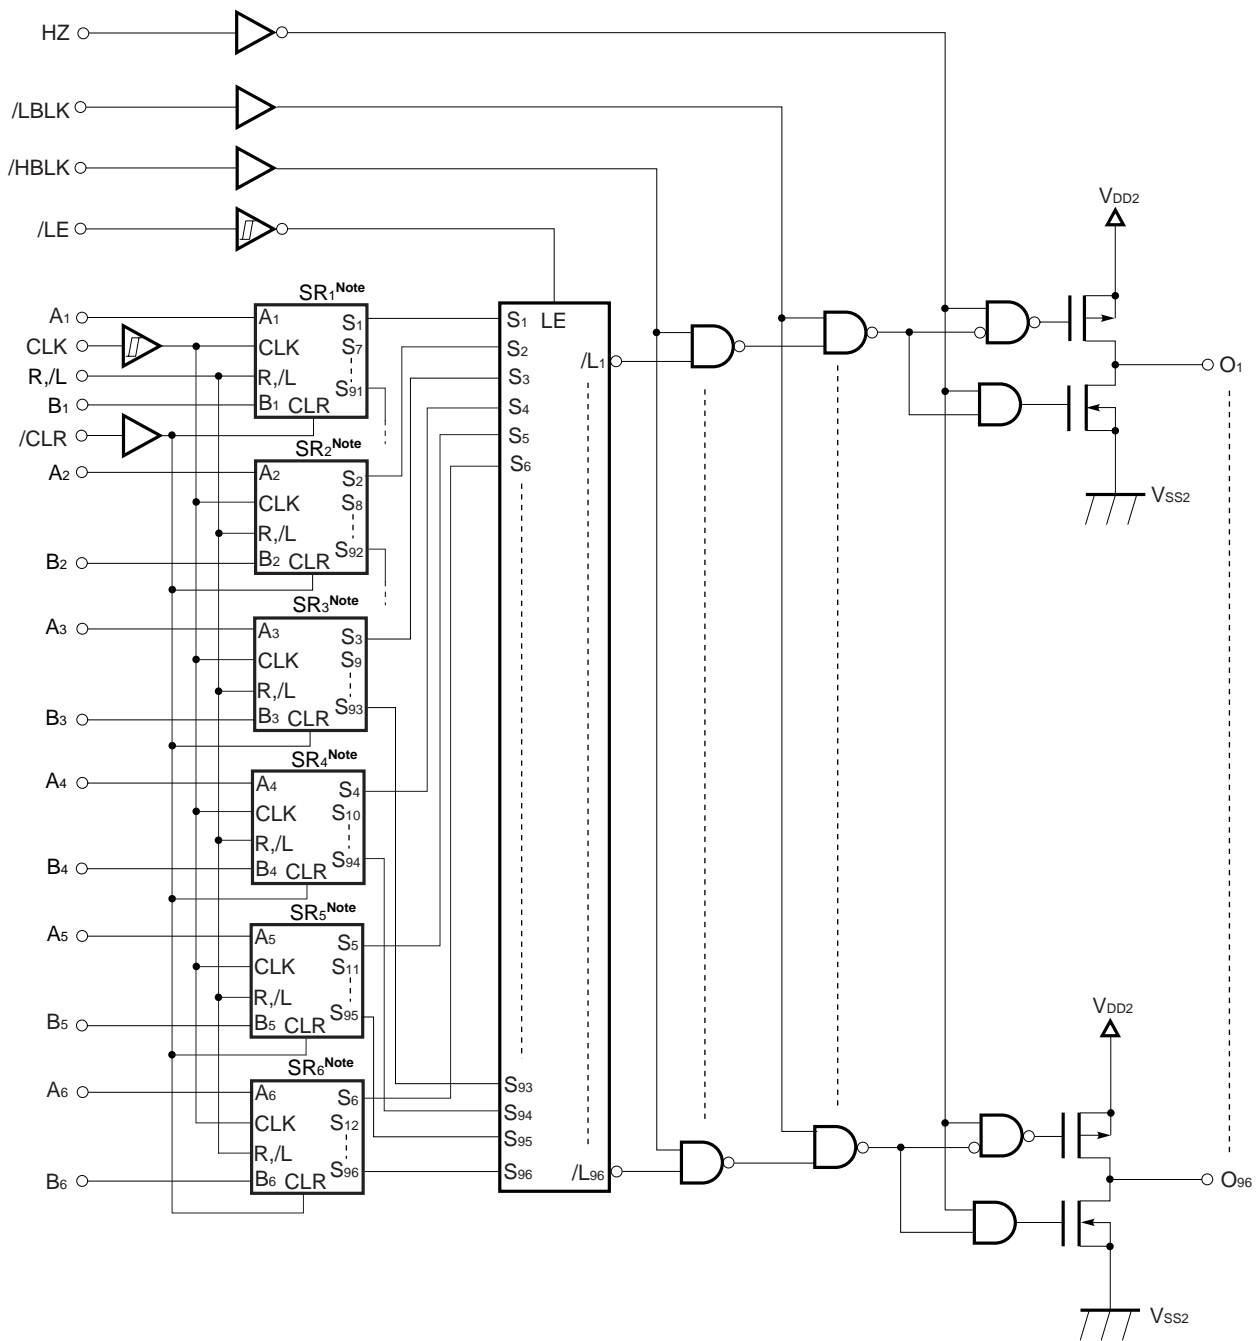 HZ
/LBLK
/HBLK
/LE
VDD2
SR1Note
A1
A1
S1
S1
LE
CLK
CLK
S7
S2
/L1
R,/L
R,/L
S3
O1
S91
B1
B1
CLR
S4
/CLR
S5
SR2Note
A2
A2
S2
S6
CLK
S8
VSS2
R,/L
S92
B2
B2
CLR
SR3Note
A3
A3
S3
CLK
S9
R,/L
S93
B3
B3
CLR
SR4Note
A4
A4
S4
CLK
S10
R,/L
S94
B4
B4
CLR
SR5Note
A5
A5
S5
CLK
S11
R,/L
S95
VDD2
B5
B5
CLR
SR6Note
S93
A6
A6
S6
S94
CLK
S12
S95
R,/L
S96
S96
/L96
B6
B6
CLR
O96
VSS2